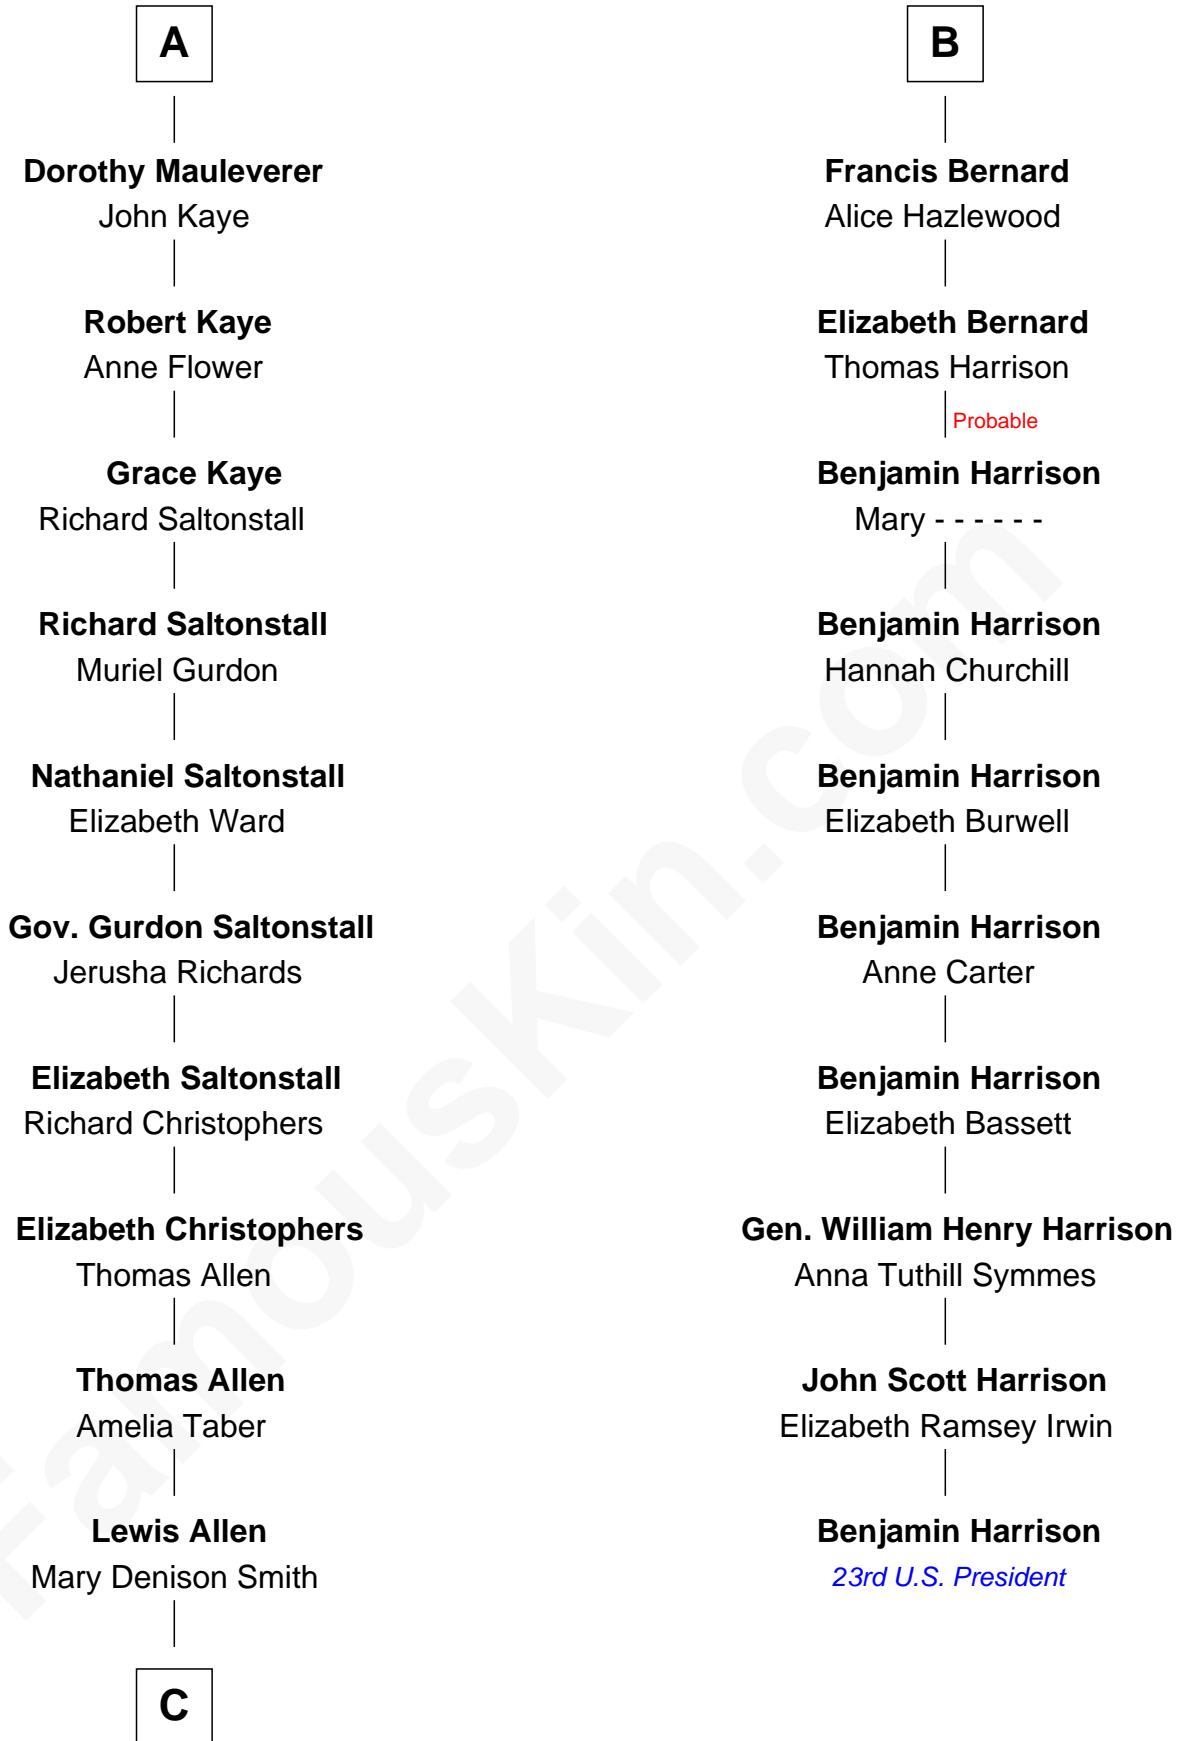 A
Dorothy Mauleverer
John Kaye
Robert Kaye
Anne Flower
Grace Kaye
Richard Saltonstall
Richard Saltonstall
Muriel Gurdon
Nathaniel Saltonstall
Elizabeth Ward
Gov. Gurdon Saltonstall
Jerusha Richards
Elizabeth Saltonstall
Richard Christophers
Elizabeth Christophers
Thomas Allen
Thomas Allen
Amelia Taber
Lewis Allen
Mary Denison Smith
C
B
Francis Bernard
Alice Hazlewood
Elizabeth Bernard
Thomas Harrison
Probable
Benjamin Harrison
Mary - - - - - -
Benjamin Harrison
Hannah Churchill
Benjamin Harrison
Elizabeth Burwell
Benjamin Harrison
Anne Carter
Benjamin Harrison
Elizabeth Bassett
Gen. William Henry Harrison
Anna Tuthill Symmes
John Scott Harrison
Elizabeth Ramsey Irwin
Benjamin Harrison
23rd U.S. President
FamousKin.com